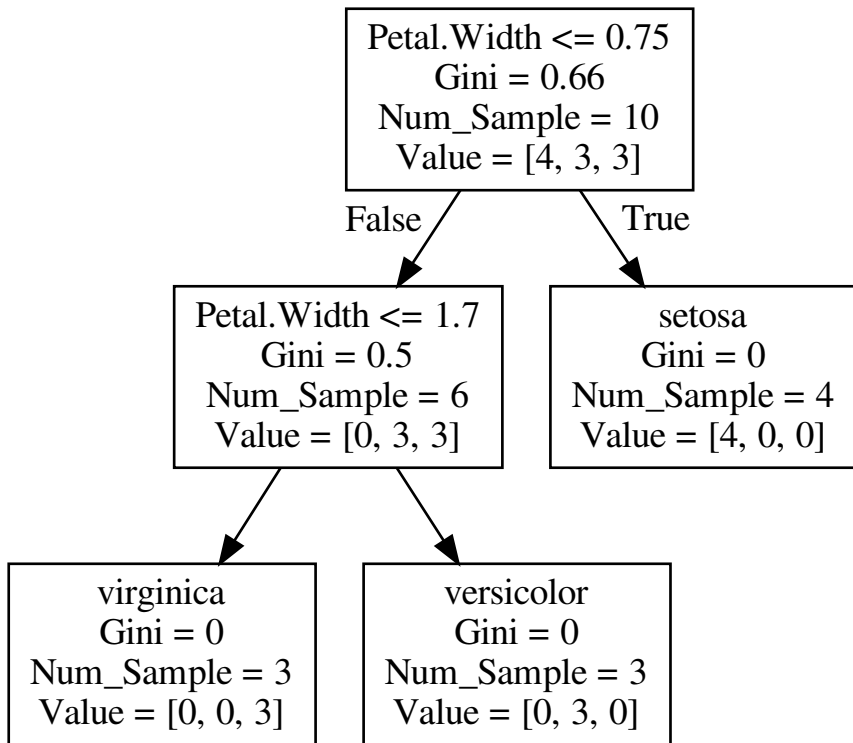 Petal.Width <= 0.75
Gini = 0.66
Num_Sample = 10
Value = [4, 3, 3]
False
True
Petal.Width <= 1.7
Gini = 0.5
Num_Sample = 6
Value = [0, 3, 3]
setosa
Gini = 0
Num_Sample = 4
Value = [4, 0, 0]
virginica
Gini = 0
Num_Sample = 3
Value = [0, 0, 3]
versicolor
Gini = 0
Num_Sample = 3
Value = [0, 3, 0]